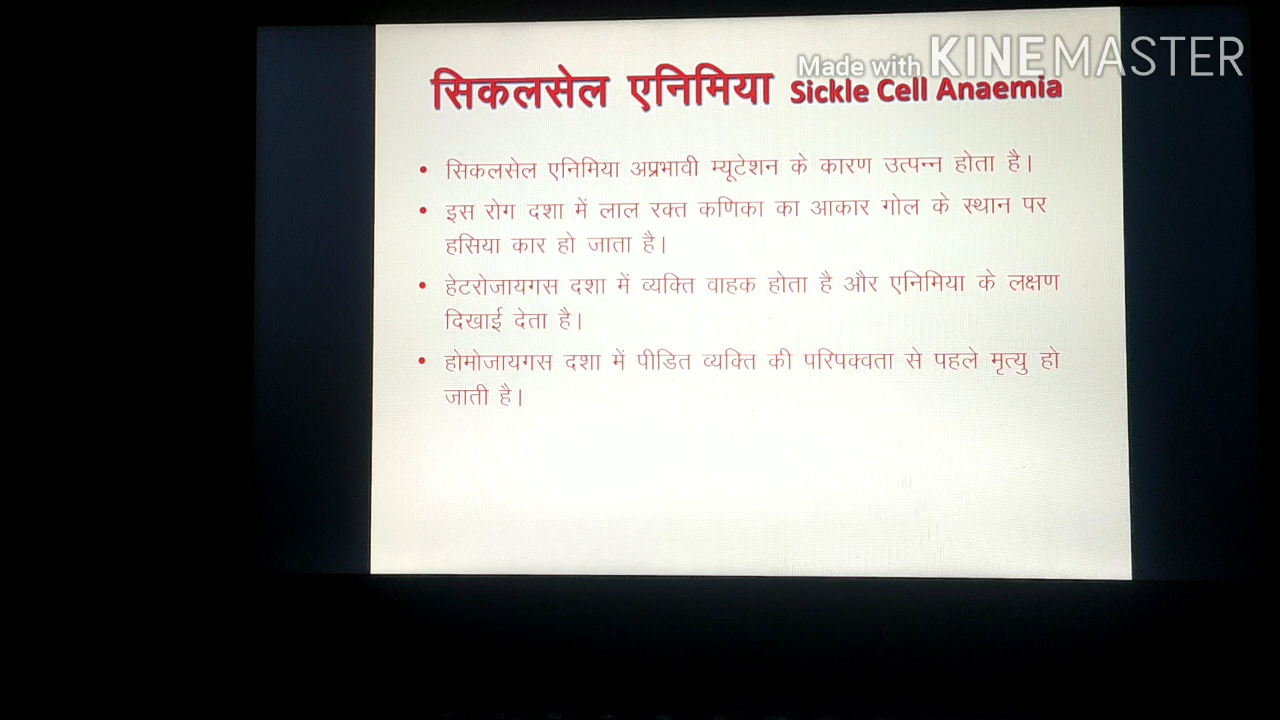 Made with KINEMASTER
सिकलसेल एनिमिया Sickle Cell Anaemia
• सिकलसेल एनिमिया अप्रभावी म्यूटेशन के कारण उत्पन्न होता है।
• इस रोग दशा में लाल रक्त कणिका का आकार गोल के स्थान पर
हसिया कार हो जाता है।
• हेटरोजायगस दशा में व्यक्ति वाहक होता है और एनिमिया के लक्षण
दिखाई देता है।
• होमोजायगस दशा में पीडित व्यक्ति की परिपक्वता से पहले मृत्यु हो
जाती है।